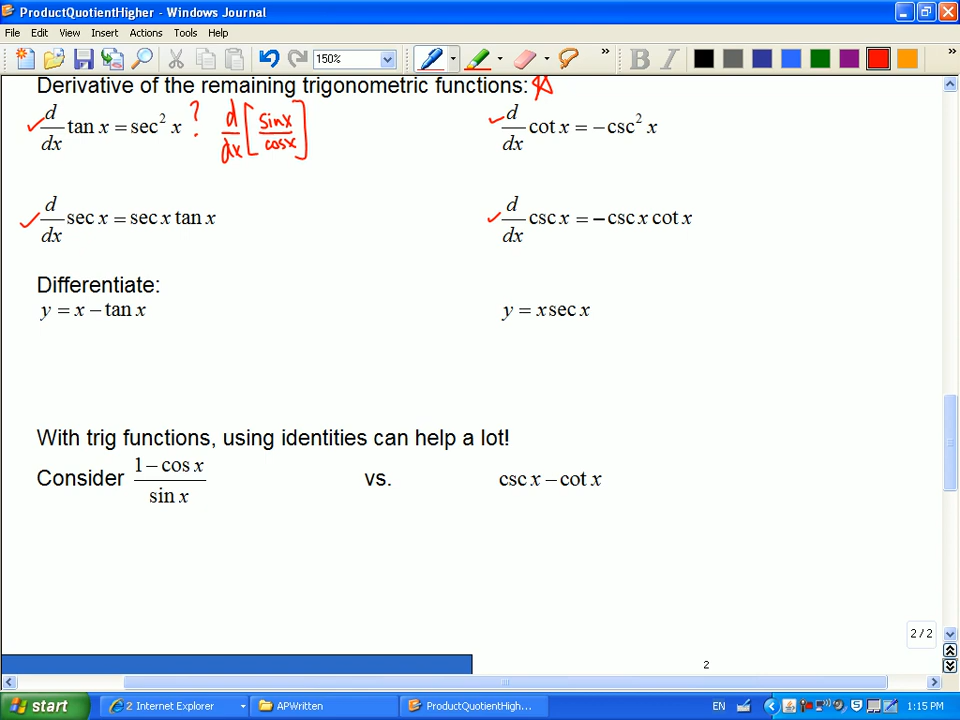 ProductQuotientHigher - Windows Journal
File Edit View Insert Actions Tools Help
150%
B I
Derivative of the remaining trigonometric functions:
d/dx tan x = sec² x ? d/dx [sinx/cosx]
d/dx cot x = −csc² x
d/dx sec x = sec x tan x
d/dx csc x = −csc x cot x
Differentiate:
y = x − tan x
y = x sec x
With trig functions, using identities can help a lot!
Consider (1 − cos x)/(sin x) vs. csc x − cot x
2 / 2
2
start 2 Internet Explorer APWritten ProductQuotientHigh... EN 1:15 PM